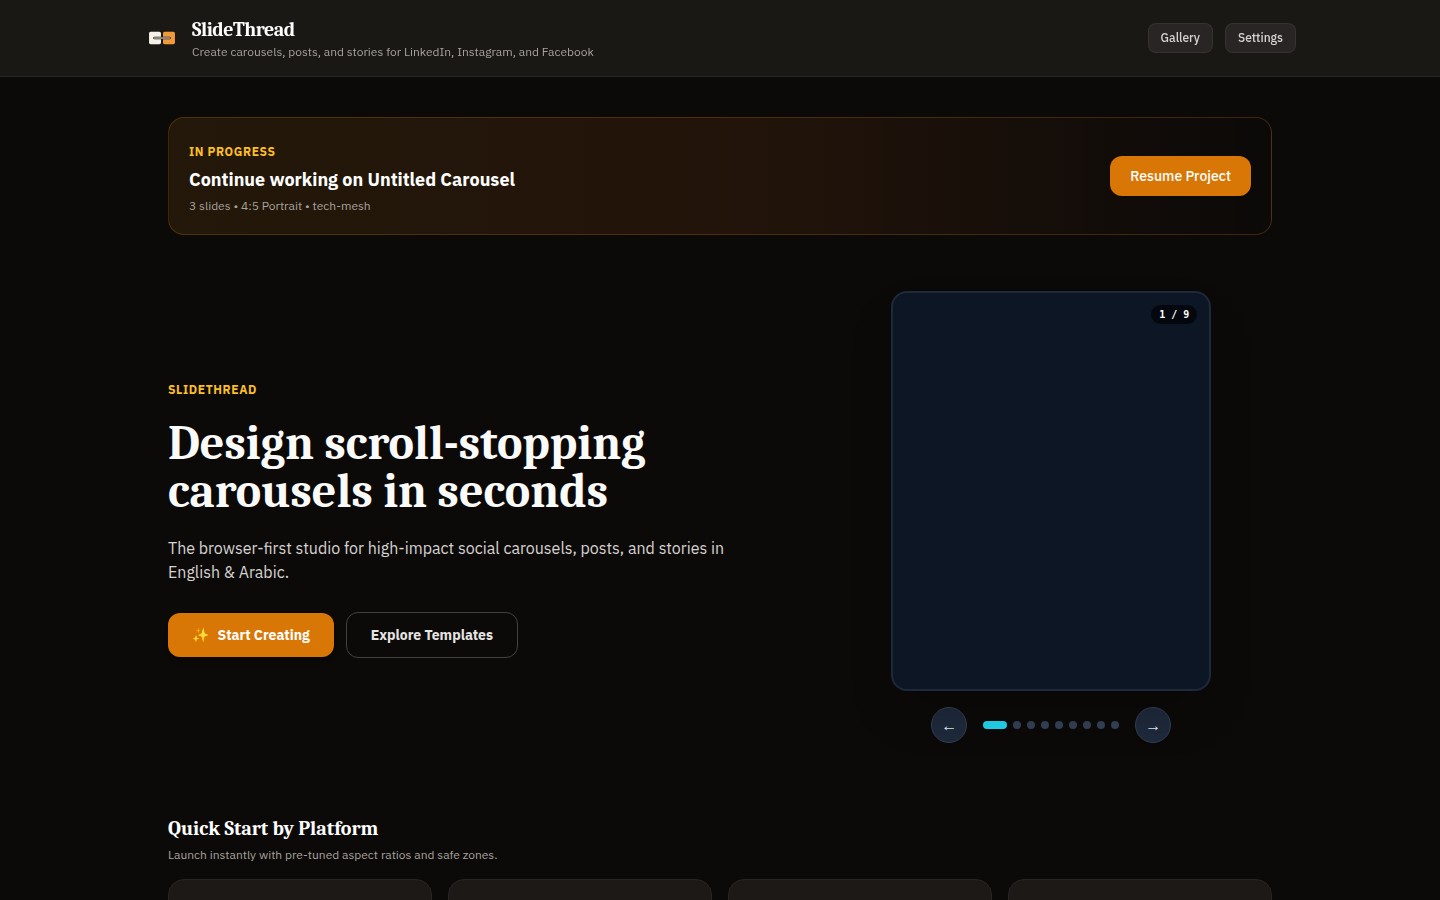 SlideThread
Create carousels, posts, and stories for LinkedIn, Instagram, and Facebook
Gallery
Settings
IN PROGRESS
Continue working on Untitled Carousel
3 slides • 4:5 Portrait • tech-mesh
Resume Project
1 / 9
SLIDETHREAD
Design scroll-stopping
carousels in seconds
The browser-first studio for high-impact social carousels, posts, and stories in
English & Arabic.
✨ Start Creating
Explore Templates
← →
Quick Start by Platform
Launch instantly with pre-tuned aspect ratios and safe zones.